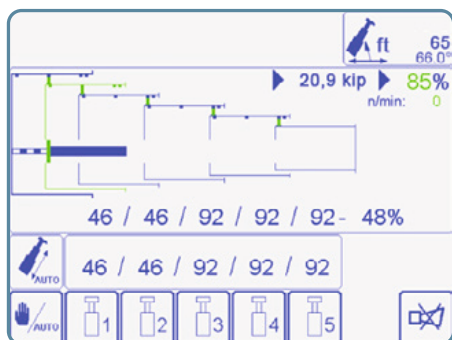 ft 65
66.0°
20,9 kip 85%
n/min: 0
46 / 46 / 92 / 92 / 92- 48%
AUTO 46 / 46 / 92 / 92 / 92
/AUTO 1 2 3 4 5